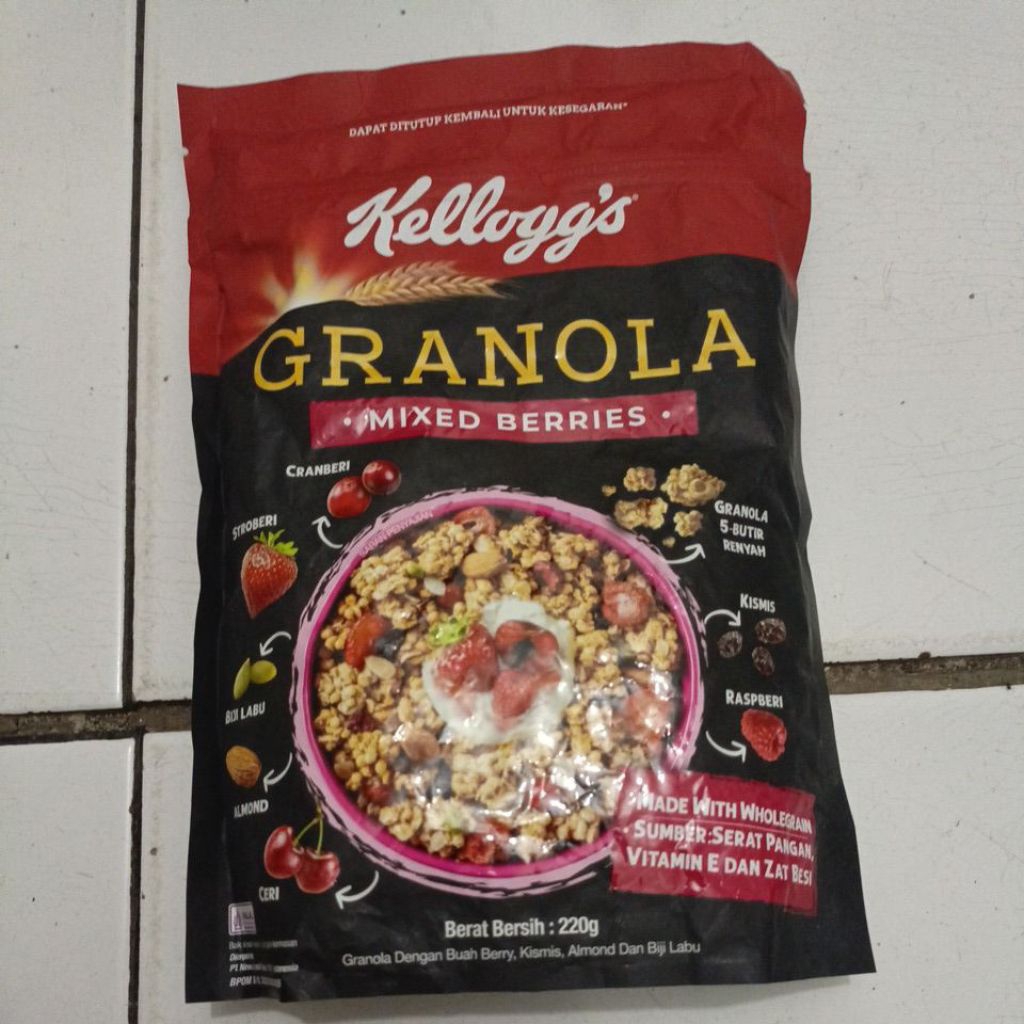 DAPAT DITUTUP KEMBALI UNTUK KESEGARAN*
Kellogg's
GRANOLA
• MIXED BERRIES •
CRANBERI
STROBERI
GRANOLA
5-BUTIR
RENYAH
KISMIS
BIJI LABU
RASPBERI
ALMOND
CERI
• MADE WITH WHOLEGRAIN
• SUMBER SERAT PANGAN,
VITAMIN E DAN ZAT BESI
Berat Bersih : 220g
Granola Dengan Buah Berry, Kismis, Almond Dan Biji Labu